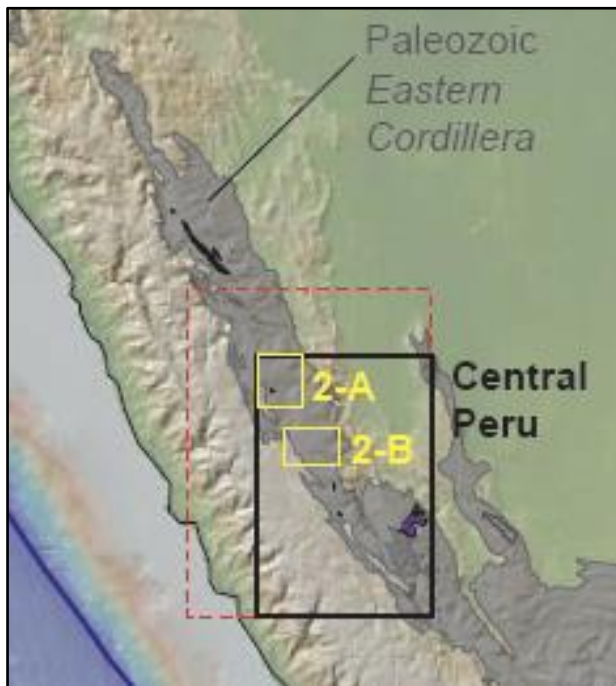 Paleozoic
Eastern
Cordillera
2-A
Central
Peru
2-B